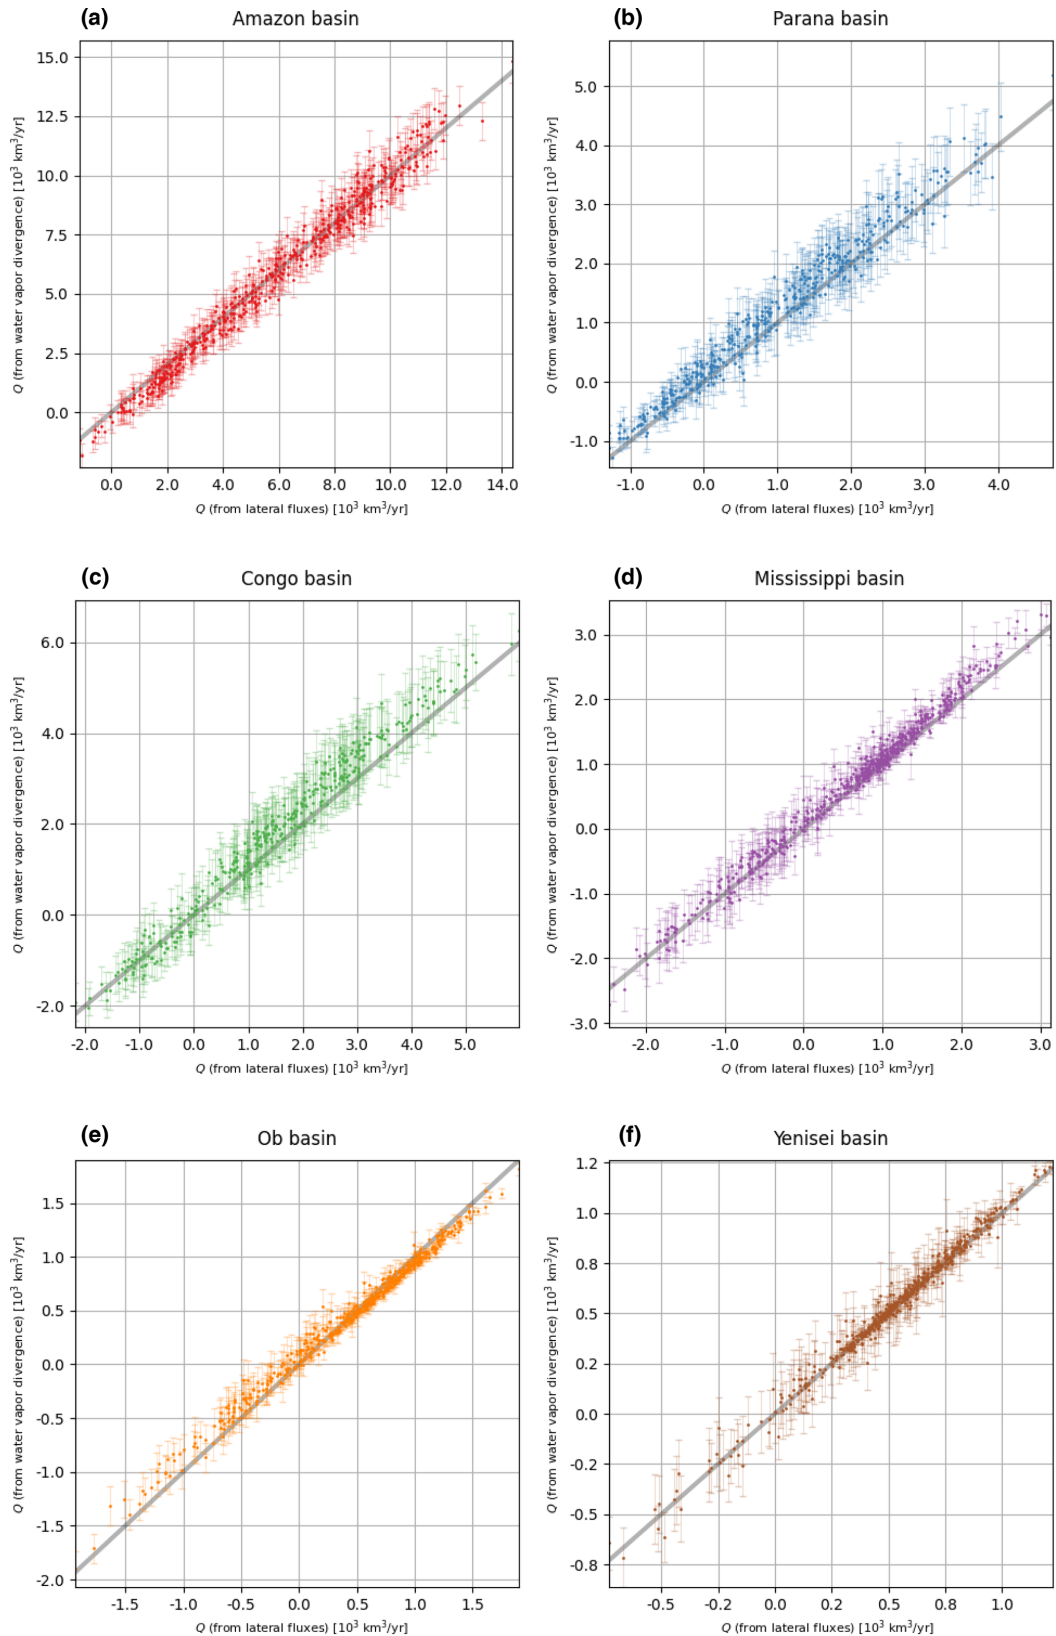 (a) Amazon basin
15.0
12.5
10.0
7.5
5.0
2.5
0.0
Q (from water vapor divergence) [10³ km³/yr]
0.0 2.0 4.0 6.0 8.0 10.0 12.0 14.0
Q (from lateral fluxes) [10³ km³/yr]
(b) Parana basin
5.0
4.0
3.0
2.0
1.0
0.0
-1.0
Q (from water vapor divergence) [10³ km³/yr]
-1.0 0.0 1.0 2.0 3.0 4.0
Q (from lateral fluxes) [10³ km³/yr]
(c) Congo basin
6.0
4.0
2.0
0.0
-2.0
Q (from water vapor divergence) [10³ km³/yr]
-2.0 -1.0 0.0 1.0 2.0 3.0 4.0 5.0
Q (from lateral fluxes) [10³ km³/yr]
(d) Mississippi basin
3.0
2.0
1.0
0.0
-1.0
-2.0
-3.0
Q (from water vapor divergence) [10³ km³/yr]
-2.0 -1.0 0.0 1.0 2.0 3.0
Q (from lateral fluxes) [10³ km³/yr]
(e) Ob basin
1.5
1.0
0.5
0.0
-0.5
-1.0
-1.5
-2.0
Q (from water vapor divergence) [10³ km³/yr]
-1.5 -1.0 -0.5 0.0 0.5 1.0 1.5
Q (from lateral fluxes) [10³ km³/yr]
(f) Yenisei basin
1.2
1.0
0.8
0.5
0.2
0.0
-0.2
-0.5
-0.8
Q (from water vapor divergence) [10³ km³/yr]
-0.5 -0.2 0.0 0.2 0.5 0.8 1.0
Q (from lateral fluxes) [10³ km³/yr]